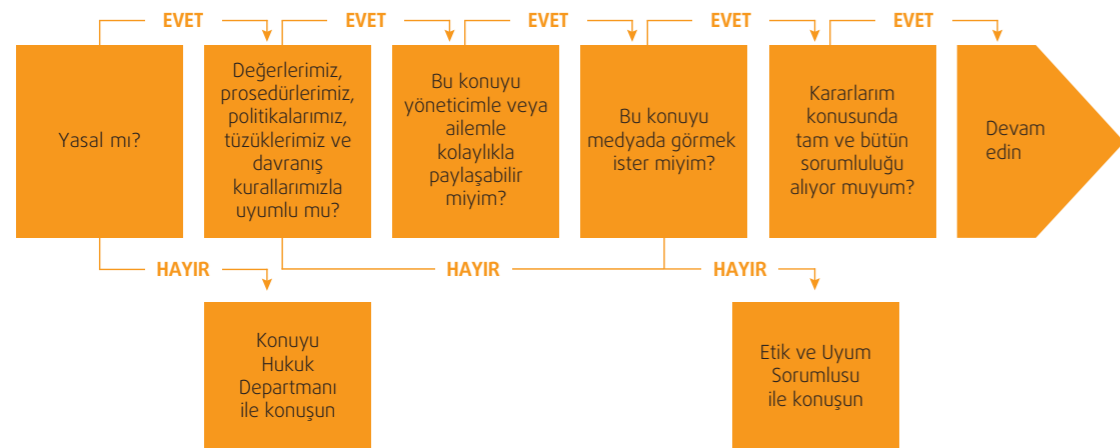 EVET
EVET
EVET
EVET
EVET
Yasal mı?
Değerlerimiz,
prosedürlerimiz,
politikalarımız,
tüzüklerimiz ve
davranış
kurallarımızla
uyumlu mu?
Bu konuyu
yöneticimle veya
ailemle
kolaylıkla
paylaşabilir
miyim?
Bu konuyu
medyada görmek
ister miyim?
Kararlarım
konusunda
tam ve bütün
sorumluluğu
alıyor muyum?
Devam
edin
HAYIR
HAYIR
HAYIR
Konuyu
Hukuk
Departmanı
ile konuşun
Etik ve Uyum
Sorumlusu
ile konuşun